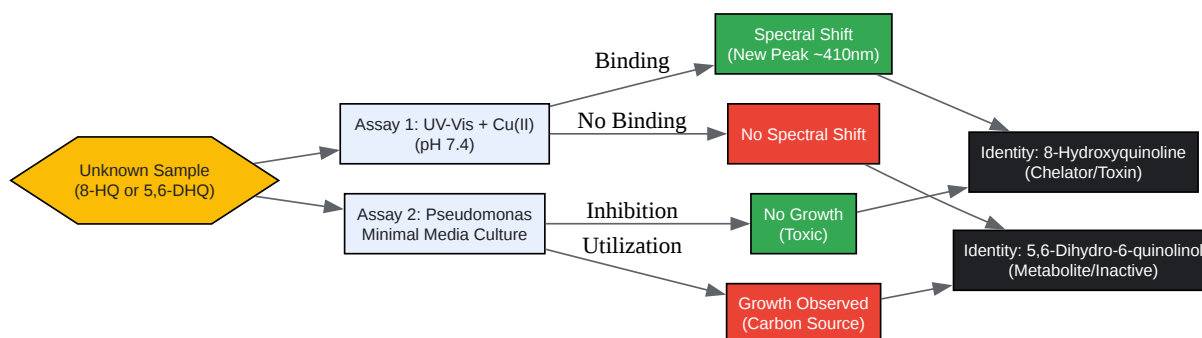 Unknown Sample
(8-HQ or 5,6-DHQ)
Assay 1: UV-Vis + Cu(II)
(pH 7.4)
Assay 2: Pseudomonas
Minimal Media Culture
Binding
No Binding
Inhibition
Utilization
Spectral Shift
(New Peak ~410nm)
No Spectral Shift
No Growth
(Toxic)
Growth Observed
(Carbon Source)
Identity: 8-Hydroxyquinoline
(Chelator/Toxin)
Identity: 5,6-Dihydro-6-quinolinol
(Metabolite/Inactive)